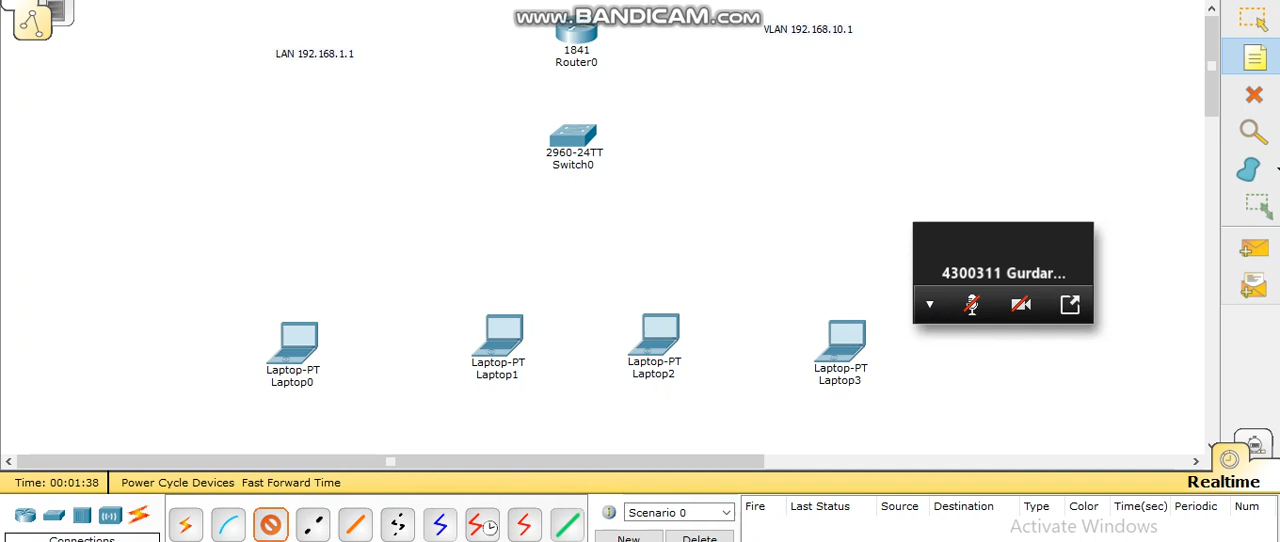 www.BANDICAM.com
VLAN 192.168.10.1
LAN 192.168.1.1
1841
Router0
2960-24TT
Switch0
4300311 Gurdar...
Laptop-PT
Laptop0
Laptop-PT
Laptop1
Laptop-PT
Laptop2
Laptop-PT
Laptop3
Time: 00:01:38 Power Cycle Devices Fast Forward Time
Realtime
Scenario 0
Fire Last Status Source Destination Type Color Time(sec) Periodic Num
Activate Windows
New Delete
Connections